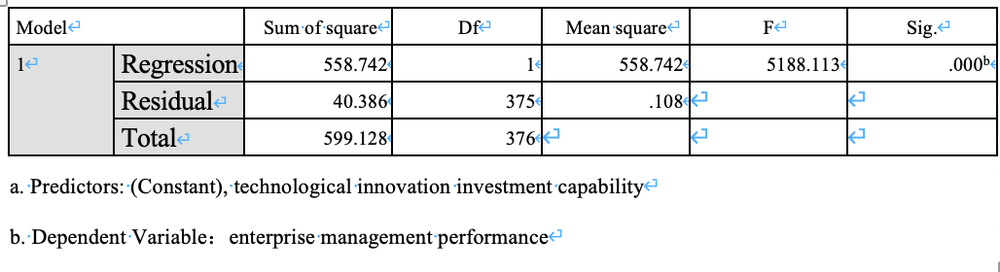 Model Sum of square Df Mean square F Sig.
1 Regression 558.742 1 558.742 5188.113 .000b
Residual 40.386 375 .108
Total 599.128 376
a. Predictors: (Constant), technological innovation investment capability
b. Dependent Variable： enterprise management performance